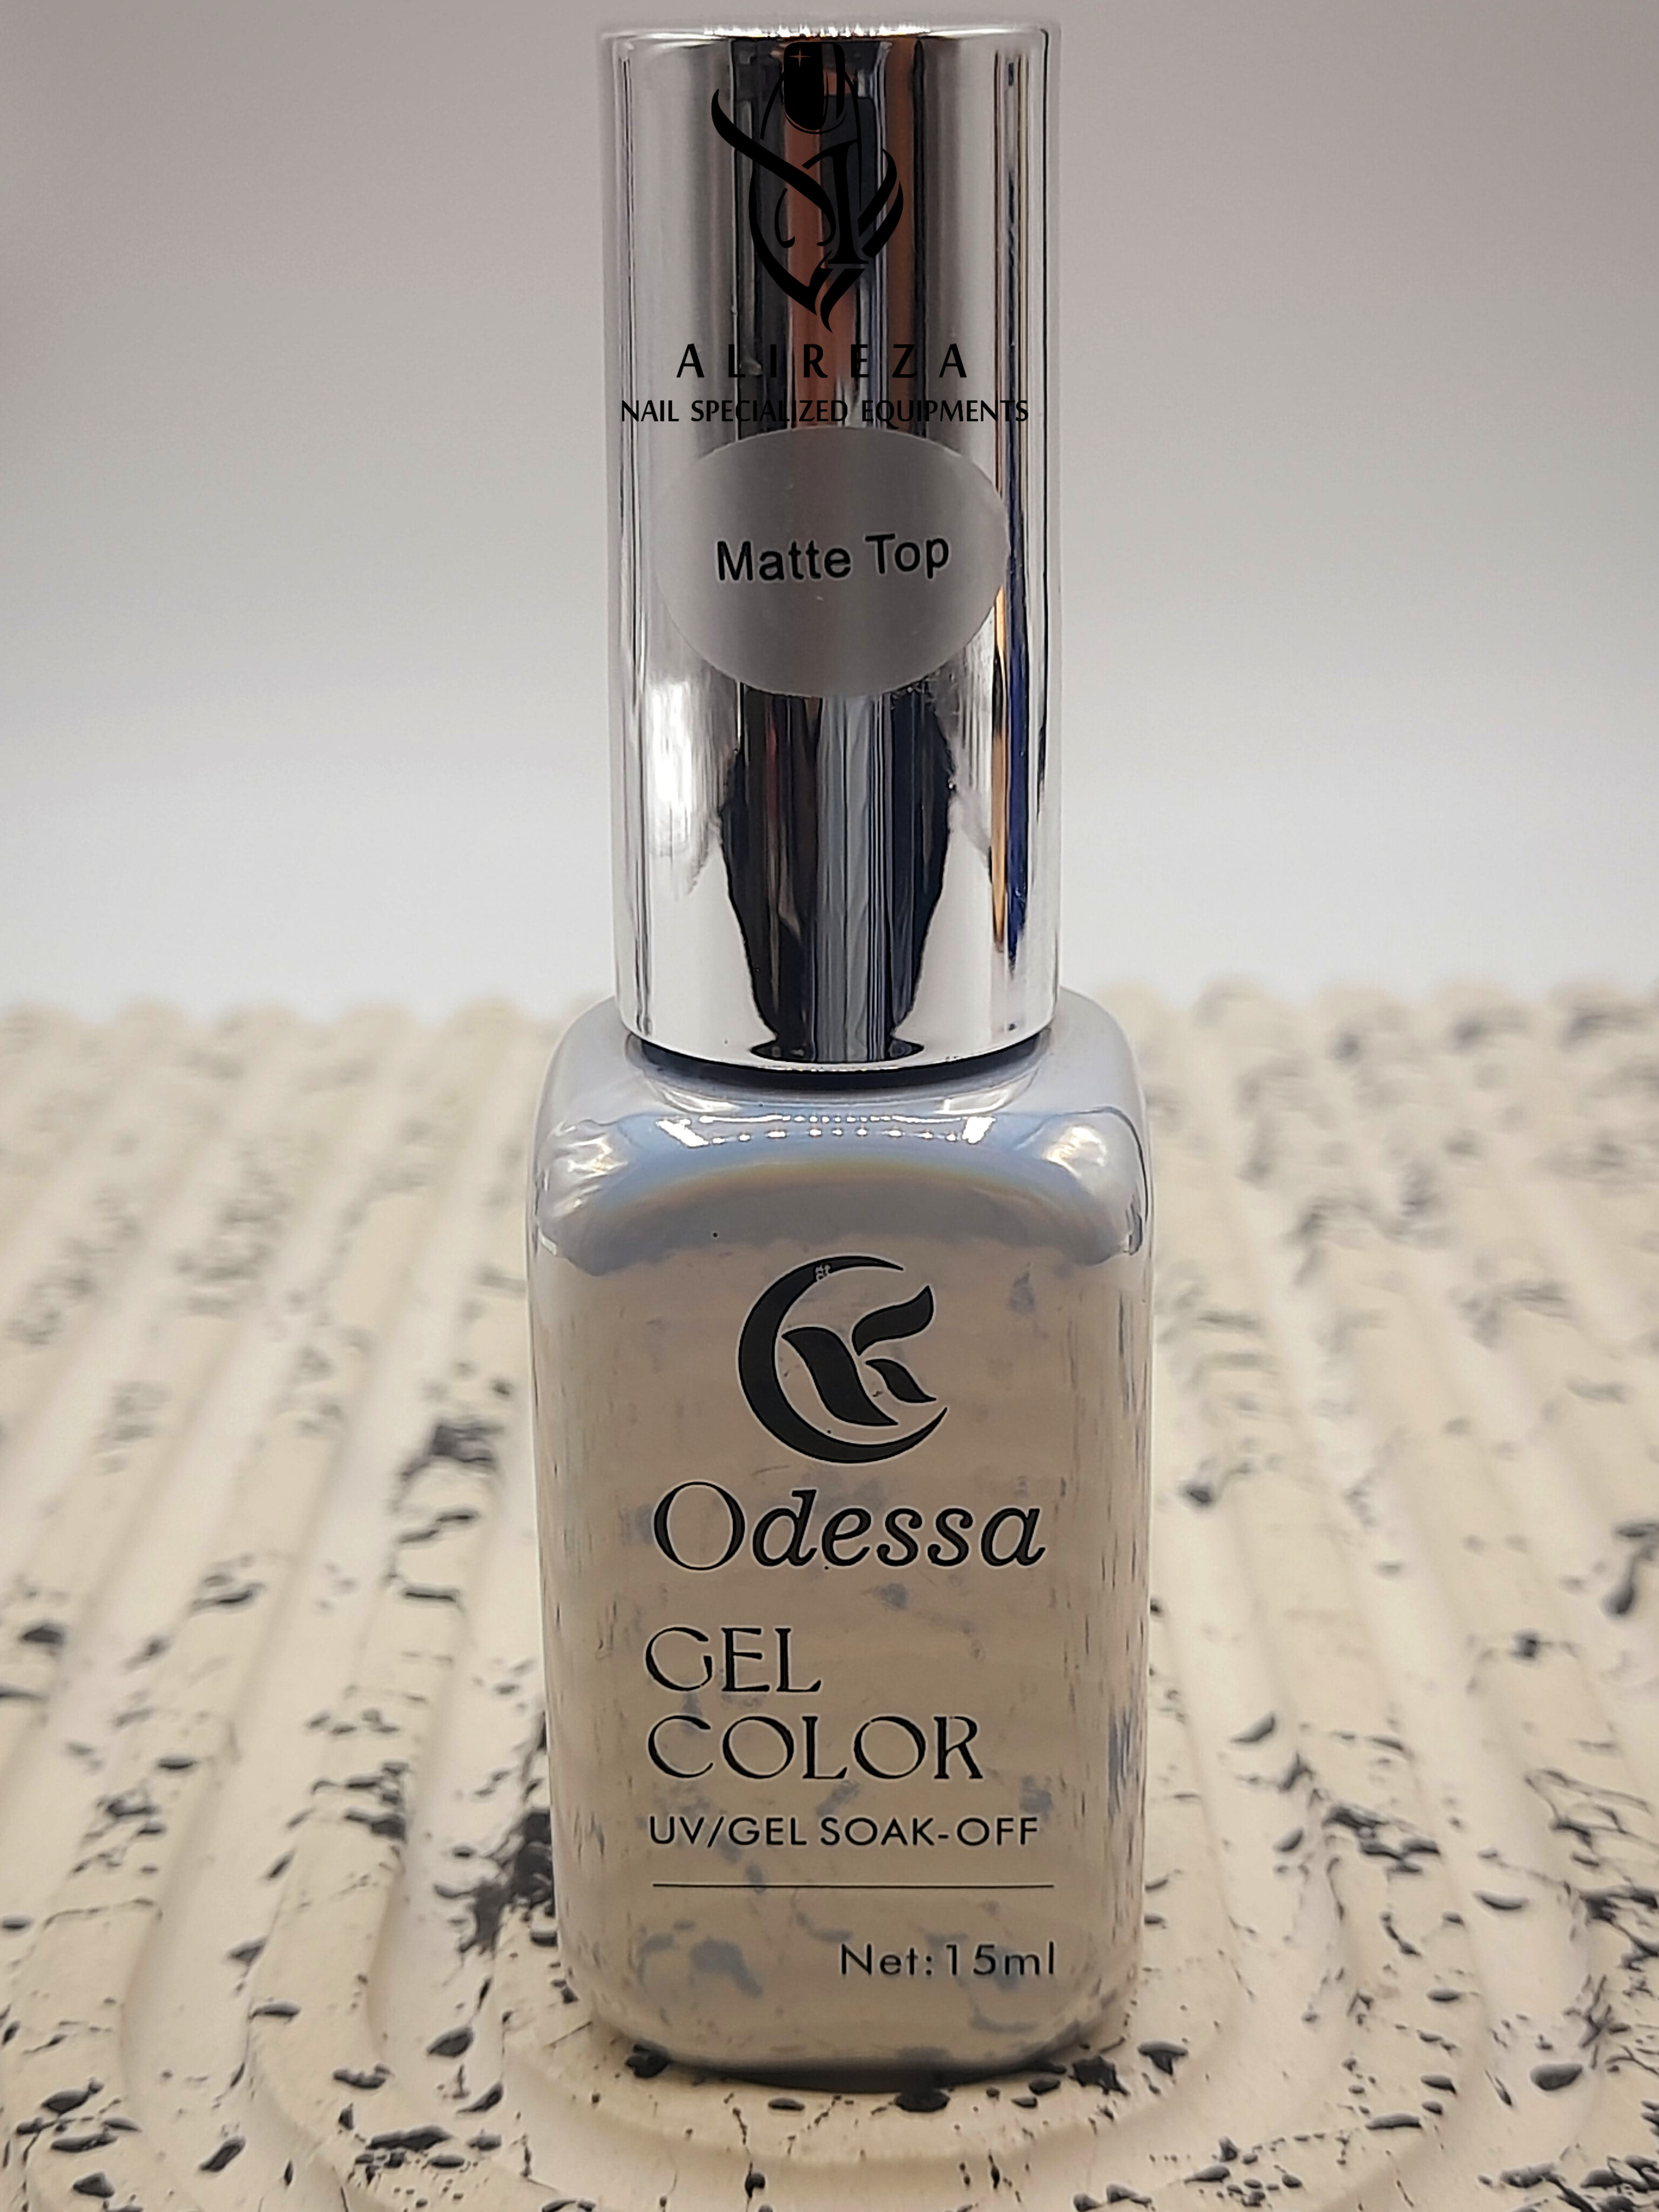 ALIREZA
NAIL SPECIALIZED EQUIPMENTS
Matte Top
Odessa
GEL
COLOR
UV/GEL SOAK-OFF
Net:15ml